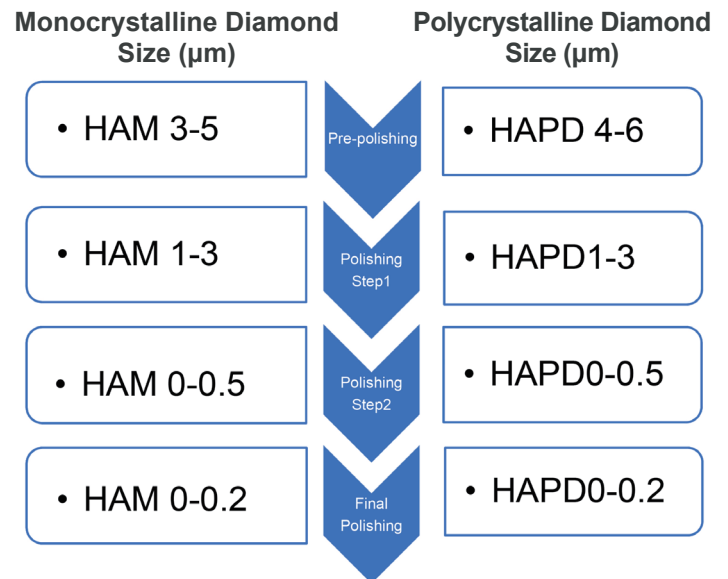 Monocrystalline Diamond
Size (μm)
Polycrystalline Diamond
Size (μm)
• HAM 3-5
Pre-polishing
• HAPD 4-6
• HAM 1-3
Polishing
Step1
• HAPD1-3
• HAM 0-0.5
Polishing
Step2
• HAPD0-0.5
• HAM 0-0.2
Final
Polishing
• HAPD0-0.2